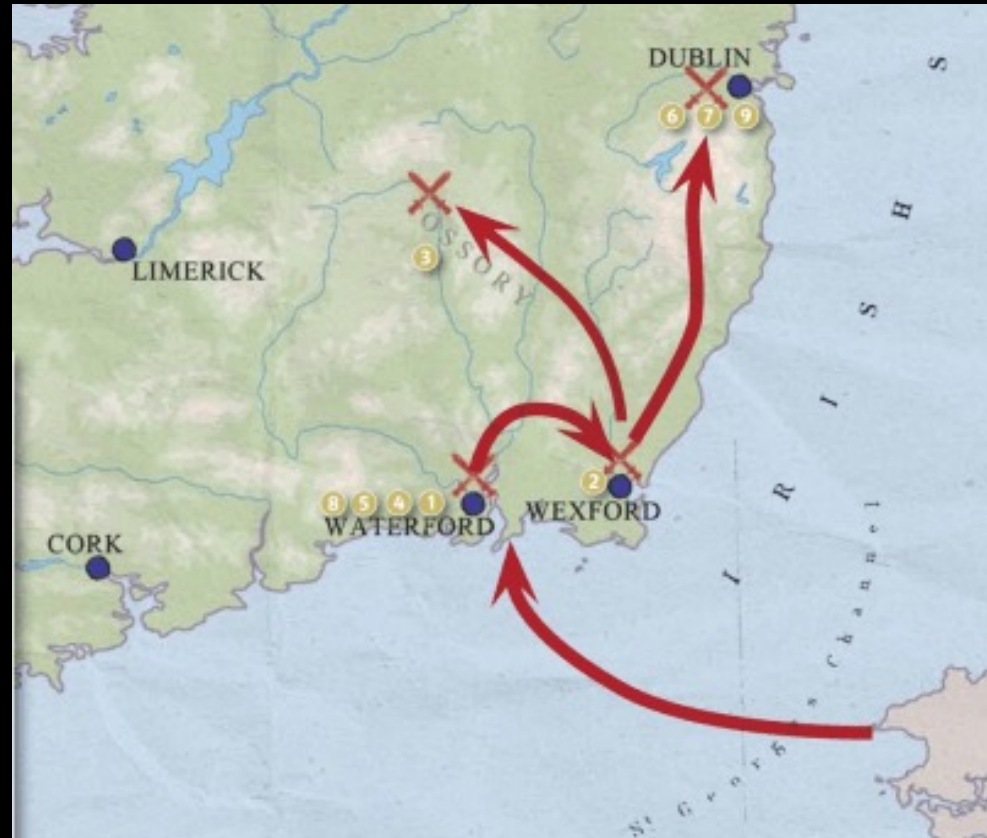 DUBLIN
6 7 9
OSSORY
3
LIMERICK
2
8 5 4 1
WATERFORD
WEXFORD
CORK
IRISH S
St George's Channel